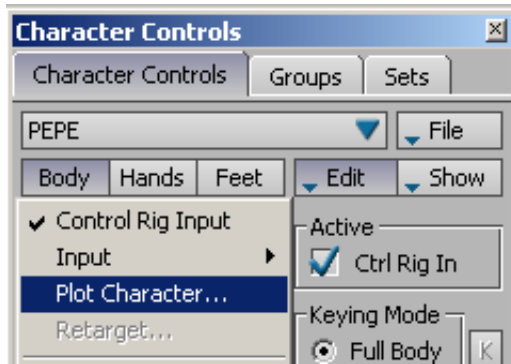 Character Controls
Character Controls Groups Sets
PEPE File
Body Hands Feet Edit Show
Control Rig Input
Active
Input
Ctrl Rig In
Plot Character...
Keying Mode
Retarget...
Full Body K